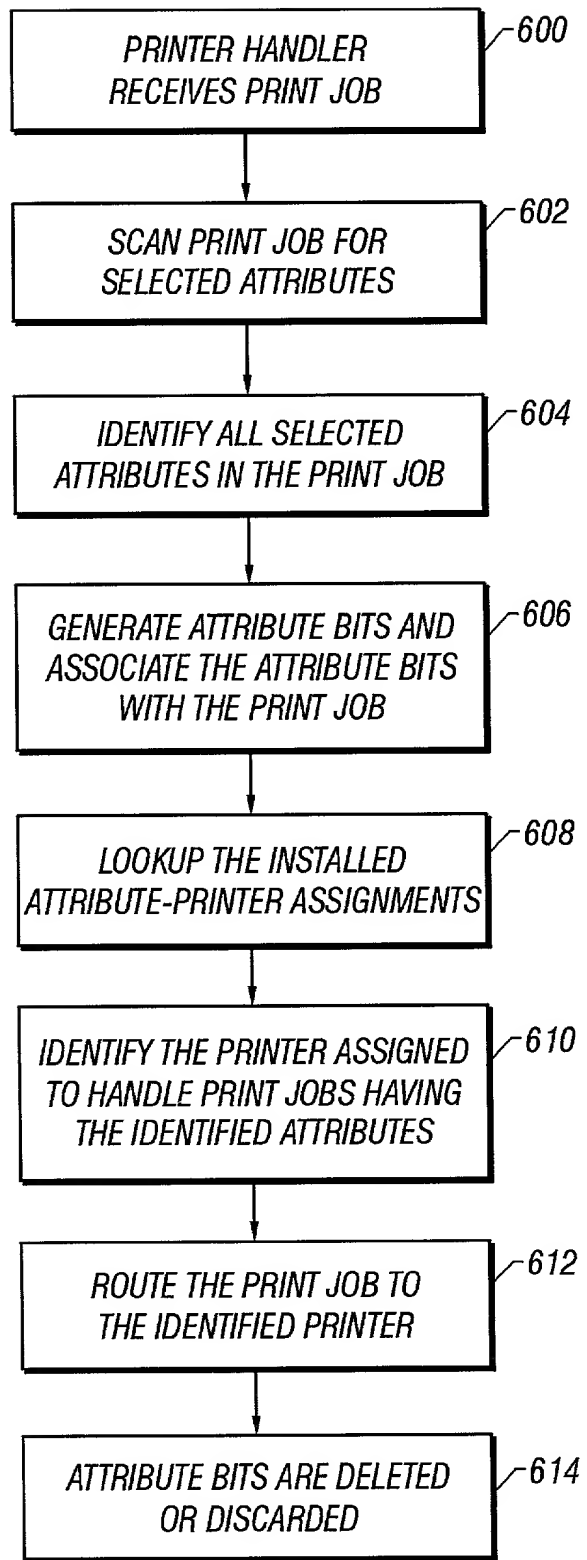 PRINTER HANDLER
RECEIVES PRINT JOB
600
SCAN PRINT JOB FOR
SELECTED ATTRIBUTES
602
IDENTIFY ALL SELECTED
ATTRIBUTES IN THE PRINT JOB
604
GENERATE ATTRIBUTE BITS AND
ASSOCIATE THE ATTRIBUTE BITS
WITH THE PRINT JOB
606
LOOKUP THE INSTALLED
ATTRIBUTE-PRINTER ASSIGNMENTS
608
IDENTIFY THE PRINTER ASSIGNED
TO HANDLE PRINT JOBS HAVING
THE IDENTIFIED ATTRIBUTES
610
ROUTE THE PRINT JOB TO
THE IDENTIFIED PRINTER
612
ATTRIBUTE BITS ARE DELETED
OR DISCARDED
614